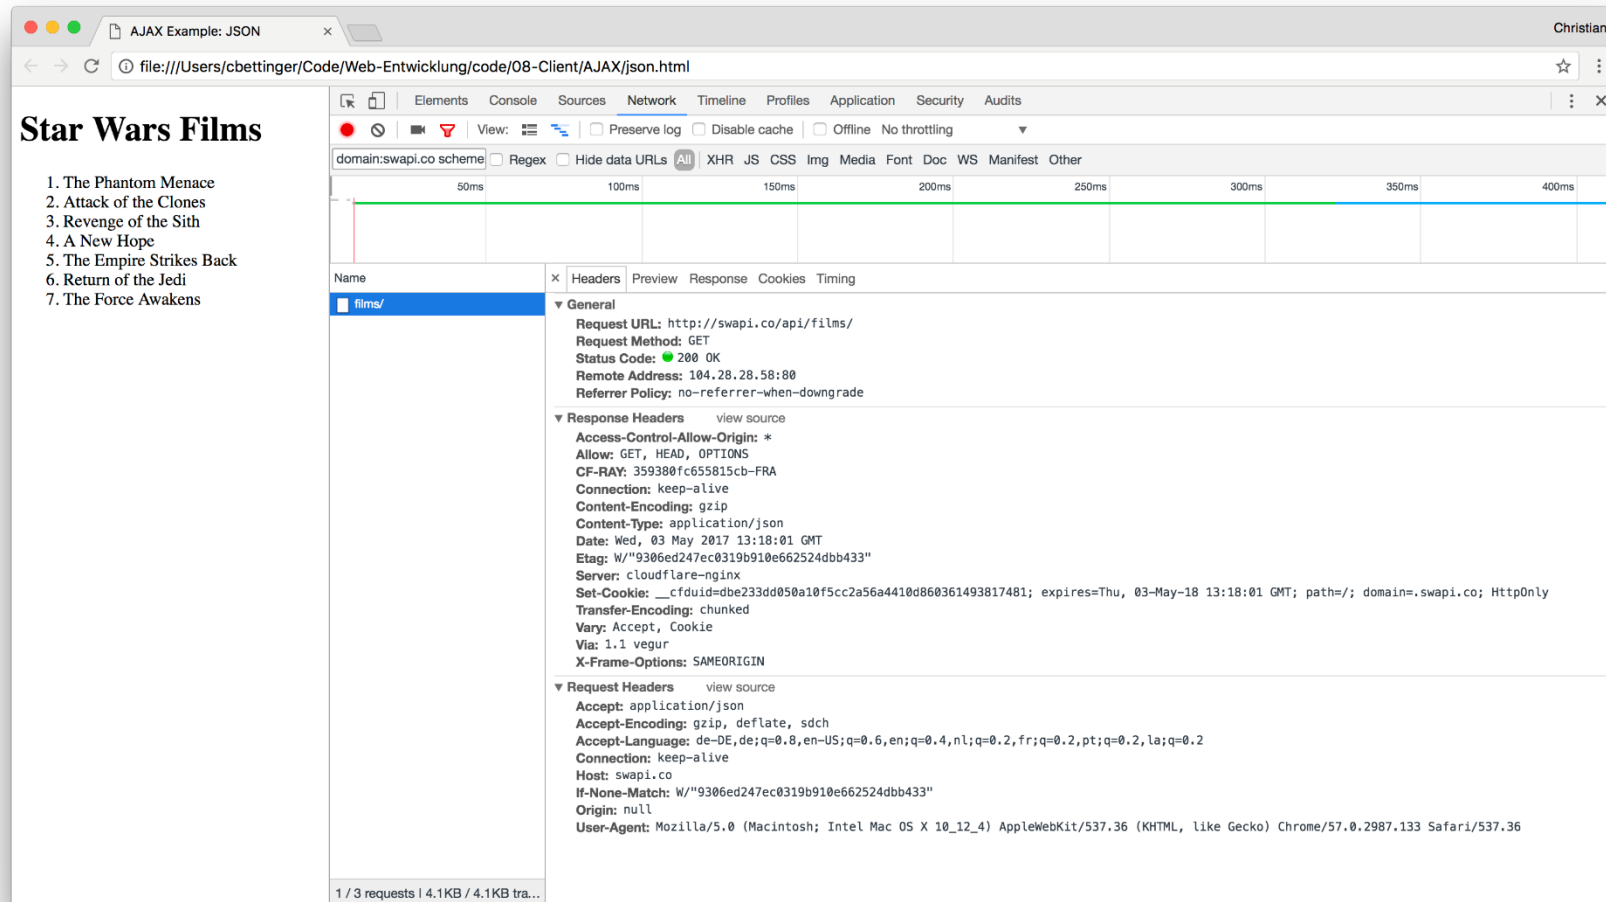 AJAX Example: JSON
Christian
file:///Users/cbettinger/Code/Web-Entwicklung/code/08-Client/AJAX/json.html
Star Wars Films
1. The Phantom Menace
2. Attack of the Clones
3. Revenge of the Sith
4. A New Hope
5. The Empire Strikes Back
6. Return of the Jedi
7. The Force Awakens
Elements Console Sources Network Timeline Profiles Application Security Audits
View: Preserve log Disable cache Offline No throttling
domain:swapi.co scheme Regex Hide data URLs All XHR JS CSS Img Media Font Doc WS Manifest Other
50ms 100ms 150ms 200ms 250ms 300ms 350ms 400ms
Name
films/
1 / 3 requests | 4.1KB / 4.1KB tra...
× Headers Preview Response Cookies Timing
▼ General
Request URL: http://swapi.co/api/films/
Request Method: GET
Status Code: 200 OK
Remote Address: 104.28.28.58:80
Referrer Policy: no-referrer-when-downgrade
▼ Response Headers view source
Access-Control-Allow-Origin: *
Allow: GET, HEAD, OPTIONS
CF-RAY: 359380fc655815cb-FRA
Connection: keep-alive
Content-Encoding: gzip
Content-Type: application/json
Date: Wed, 03 May 2017 13:18:01 GMT
Etag: W/"9306ed247ec0319b910e662524dbb433"
Server: cloudflare-nginx
Set-Cookie: __cfduid=dbe233dd050a10f5cc2a56a4410d860361493817481; expires=Thu, 03-May-18 13:18:01 GMT; path=/; domain=.swapi.co; HttpOnly
Transfer-Encoding: chunked
Vary: Accept, Cookie
Via: 1.1 vegur
X-Frame-Options: SAMEORIGIN
▼ Request Headers view source
Accept: application/json
Accept-Encoding: gzip, deflate, sdch
Accept-Language: de-DE,de;q=0.8,en-US;q=0.6,en;q=0.4,nl;q=0.2,fr;q=0.2,pt;q=0.2,la;q=0.2
Connection: keep-alive
Host: swapi.co
If-None-Match: W/"9306ed247ec0319b910e662524dbb433"
Origin: null
User-Agent: Mozilla/5.0 (Macintosh; Intel Mac OS X 10_12_4) AppleWebKit/537.36 (KHTML, like Gecko) Chrome/57.0.2987.133 Safari/537.36